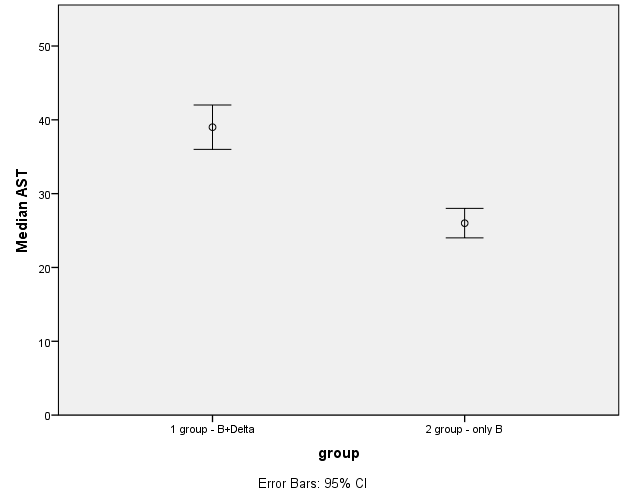 50
40
30
20
10
0
Median AST
1 group - B+Delta
2 group - only B
group
Error Bars: 95% CI